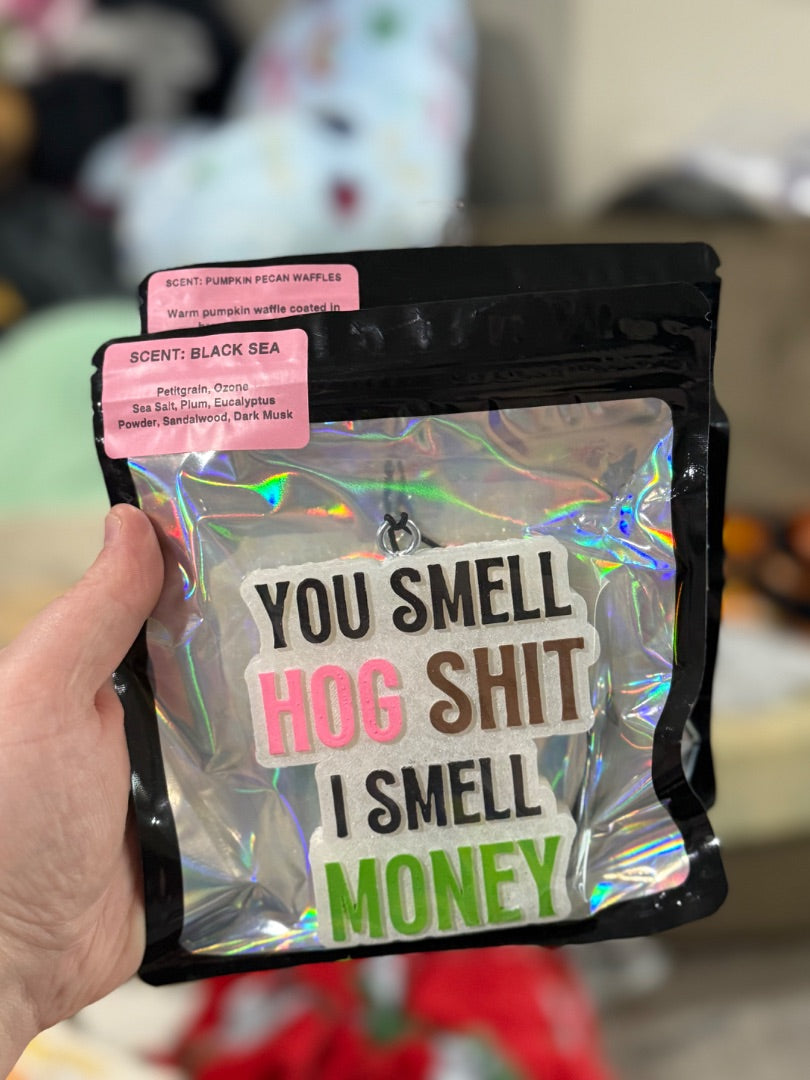 SCENT: PUMPKIN PECAN WAFFLES
Warm pumpkin waffle coated in
SCENT: BLACK SEA
Petitgrain, Ozone
Sea Salt, Plum, Eucalyptus
Powder, Sandalwood, Dark Musk
YOU SMELL
HOG SHIT
I SMELL
MONEY